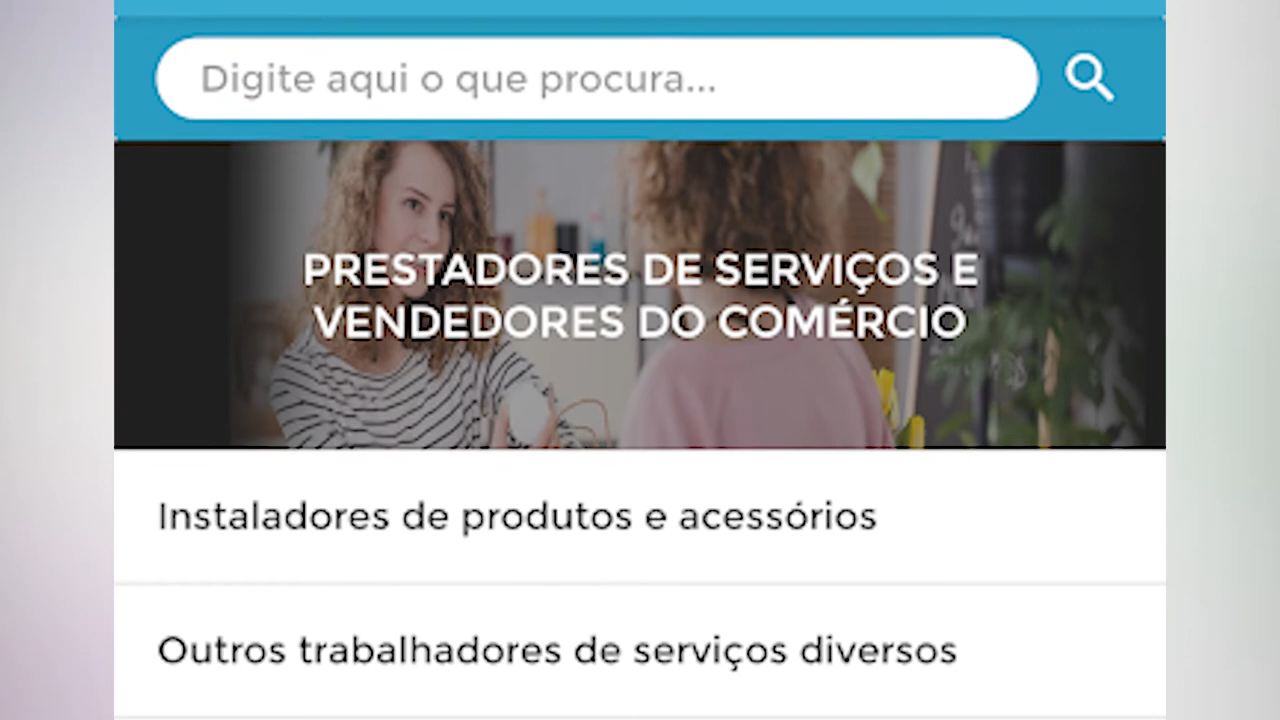 Digite aqui o que procura...
PRESTADORES DE SERVIÇOS E
VENDEDORES DO COMÉRCIO
Instaladores de produtos e acessórios
Outros trabalhadores de serviços diversos